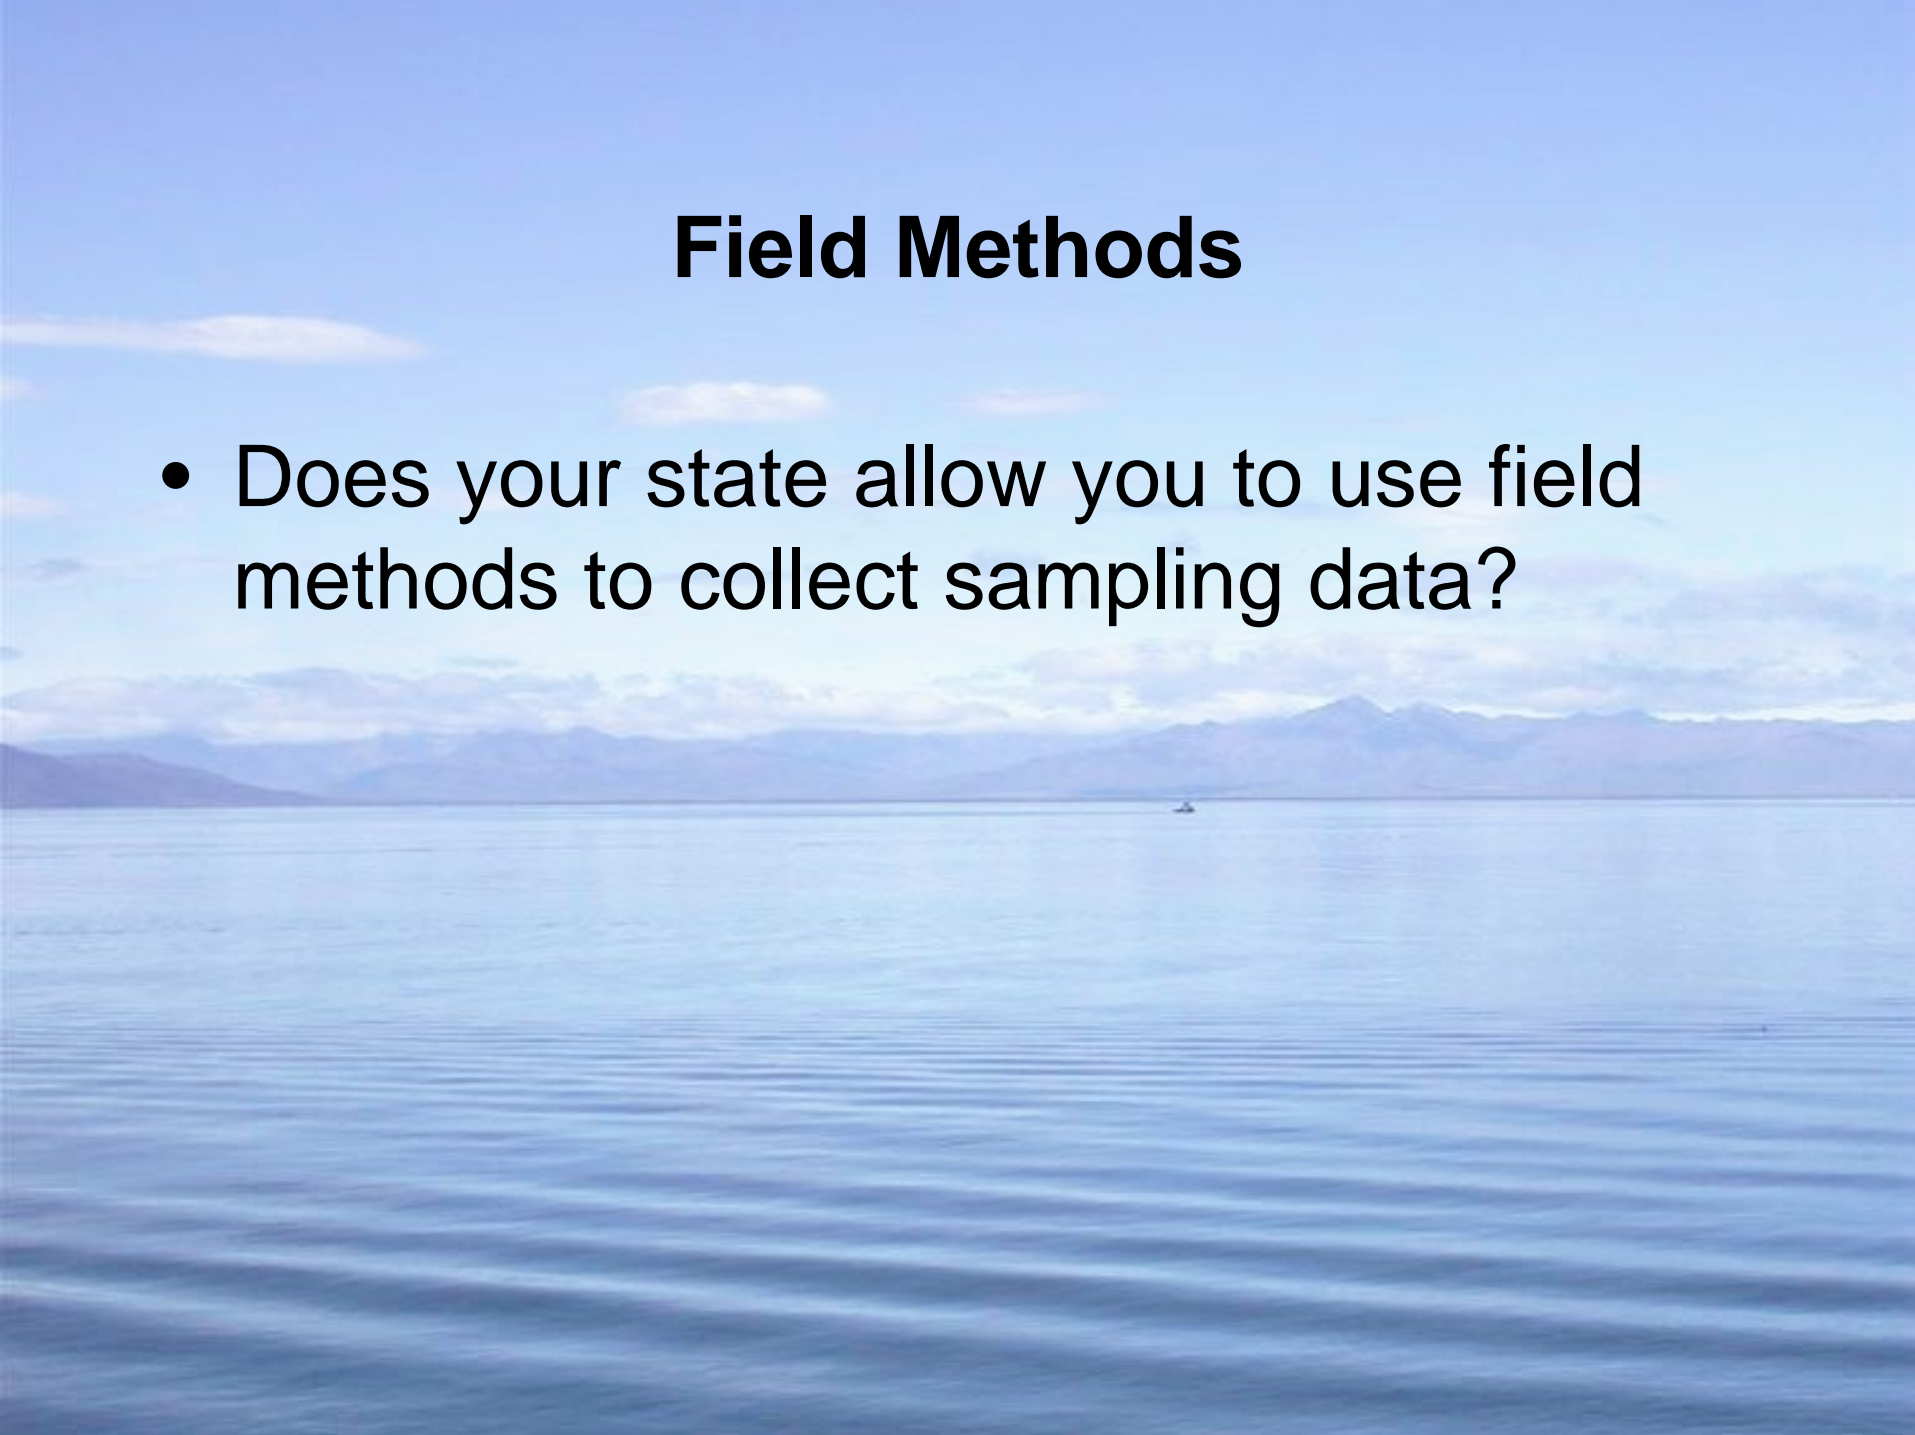 Field Methods
• Does your state allow you to use field
methods to collect sampling data?